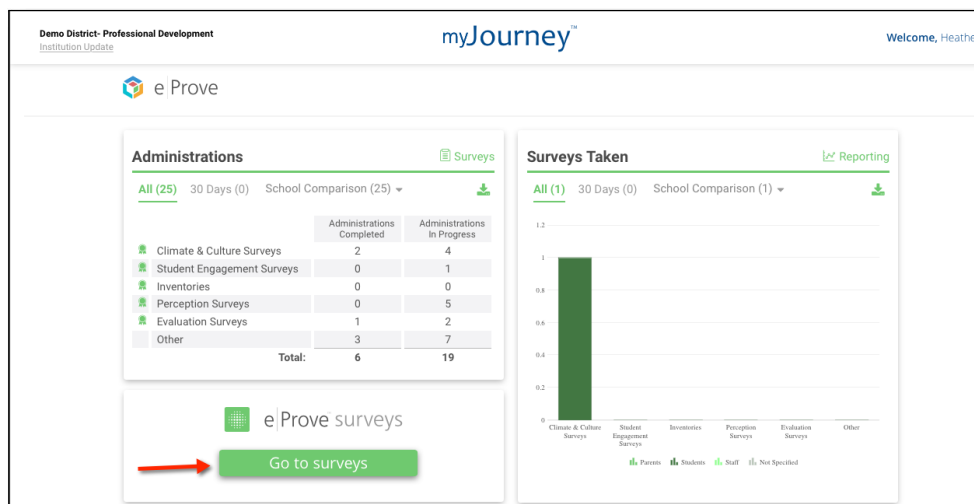 Demo District- Professional Development
Institution Update
myJourney™
Welcome, Heathe
e|Prove
Administrations
Surveys
All (25) 30 Days (0) School Comparison (25)
Administrations Completed
Administrations In Progress
Climate & Culture Surveys 2 4
Student Engagement Surveys 0 1
Inventories 0 0
Perception Surveys 0 5
Evaluation Surveys 1 2
Other 3 7
Total: 6 19
e|Prove surveys
Go to surveys
Surveys Taken
Reporting
All (1) 30 Days (0) School Comparison (1)
1.2
1
0.8
0.6
0.4
0.2
0
Climate & Culture Surveys
Student Engagement Surveys
Inventories
Perception Surveys
Evaluation Surveys
Other
Parents Students Staff Not Specified